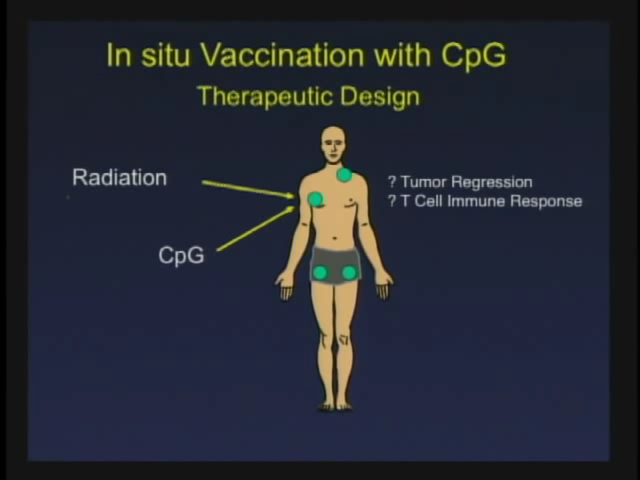 In situ Vaccination with CpG
Therapeutic Design
Radiation
? Tumor Regression
? T Cell Immune Response
CpG